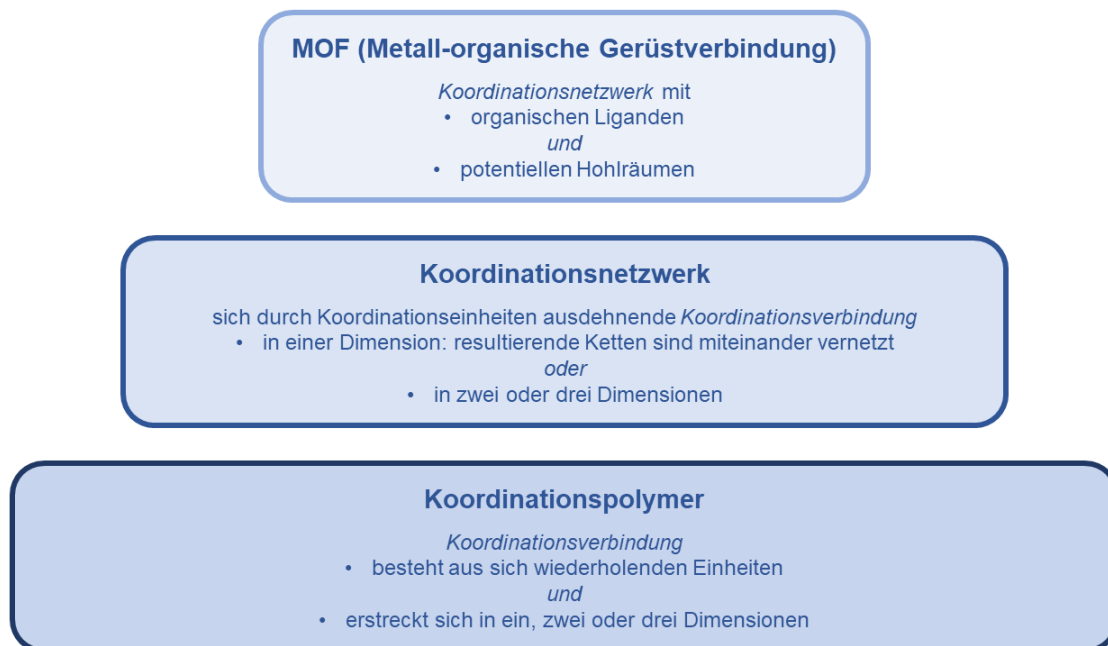 MOF (Metall-organische Gerüstverbindung)
Koordinationsnetzwerk mit
• organischen Liganden
und
• potentiellen Hohlräumen
Koordinationsnetzwerk
sich durch Koordinationseinheiten ausdehnende Koordinationsverbindung
• in einer Dimension: resultierende Ketten sind miteinander vernetzt
oder
• in zwei oder drei Dimensionen
Koordinationspolymer
Koordinationsverbindung
• besteht aus sich wiederholenden Einheiten
und
• erstreckt sich in ein, zwei oder drei Dimensionen